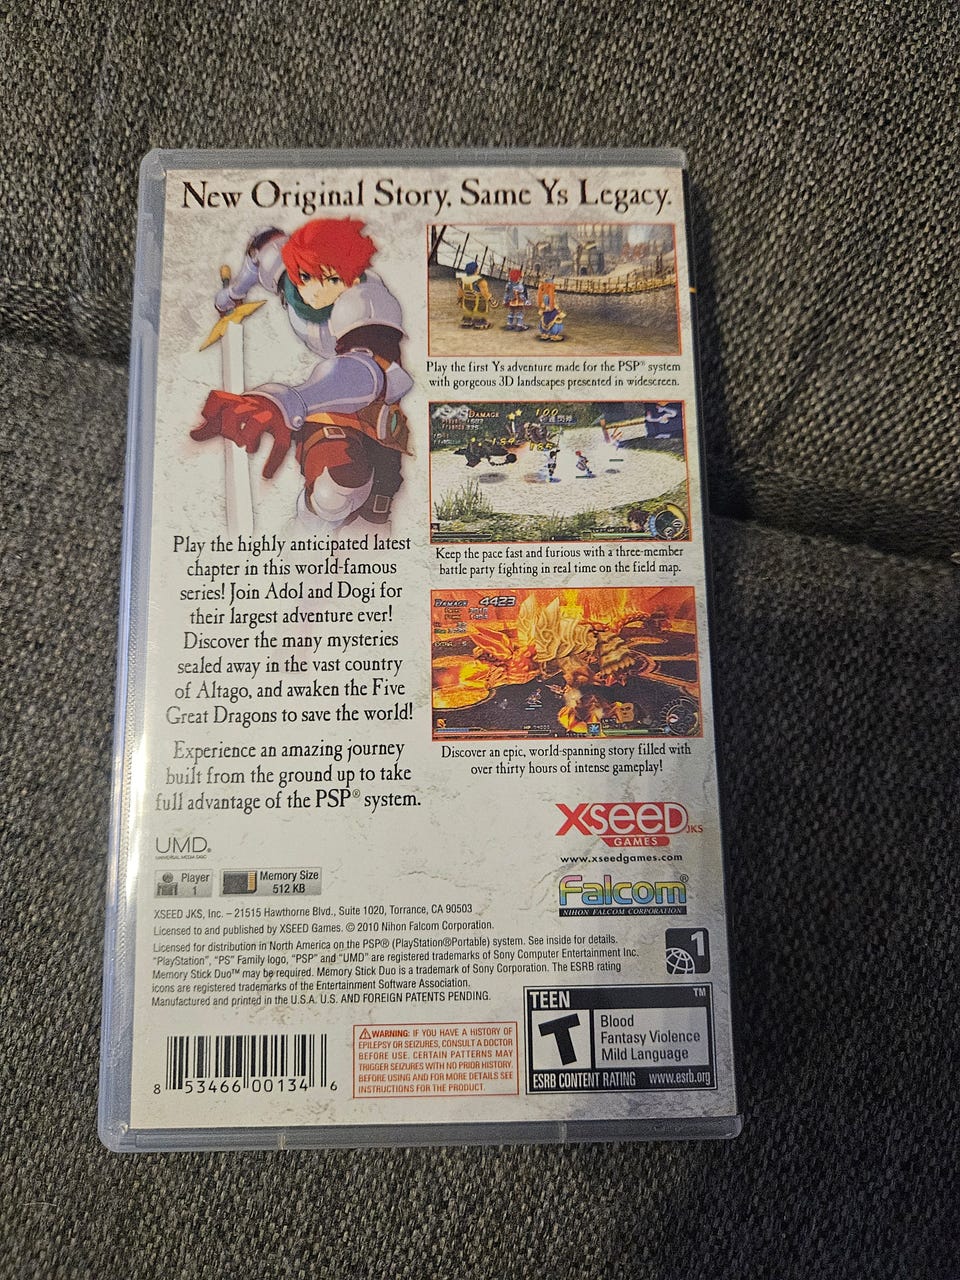 New Original Story, Same Ys Legacy.
Play the first Ys adventure made for the PSP® system
with gorgeous 3D landscapes presented in widescreen.
DAMAGE
100
184
165
Keep the pace fast and furious with a three-member
battle party fighting in real time on the field map.
Play the highly anticipated latest
chapter in this world-famous
series! Join Adol and Dogi for
their largest adventure ever!
Discover the many mysteries
sealed away in the vast country
of Altago, and awaken the Five
Great Dragons to save the world!
DAMAGE 4423
Discover an epic, world-spanning story filled with
over thirty hours of intense gameplay!
Experience an amazing journey
built from the ground up to take
full advantage of the PSP® system.
XSEED JKS
GAMES
www.xseedgames.com
UMD®
UNIVERSAL MEDIA DISC
Player
1
Memory Size
512 KB
Falcom®
NIHON FALCOM CORPORATION
XSEED JKS, Inc. – 21515 Hawthorne Blvd., Suite 1020, Torrance, CA 90503
Licensed to and published by XSEED Games. © 2010 Nihon Falcom Corporation.
Licensed for distribution in North America on the PSP® (PlayStation®Portable) system. See inside for details.
"PlayStation", "PS" Family logo, "PSP" and "UMD" are registered trademarks of Sony Computer Entertainment Inc.
Memory Stick Duo™ may be required. Memory Stick Duo is a trademark of Sony Corporation. The ESRB rating
icons are registered trademarks of the Entertainment Software Association.
Manufactured and printed in the U.S.A. U.S. AND FOREIGN PATENTS PENDING.
1
TEEN ™
T
Blood
Fantasy Violence
Mild Language
ESRB CONTENT RATING www.esrb.org
WARNING: IF YOU HAVE A HISTORY OF
EPILEPSY OR SEIZURES, CONSULT A DOCTOR
BEFORE USE. CERTAIN PATTERNS MAY
TRIGGER SEIZURES WITH NO PRIOR HISTORY.
BEFORE USING AND FOR MORE DETAILS SEE
INSTRUCTIONS FOR THE PRODUCT.
8 53466 00134 6